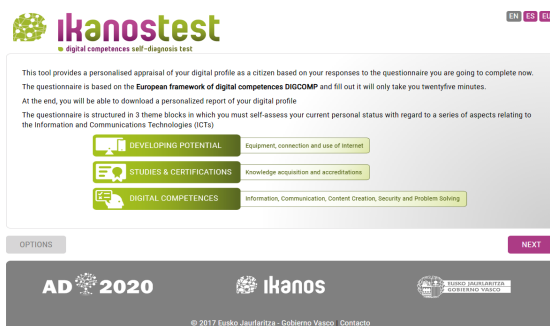 EN ES EU
ikanostest
digital competences self-diagnosis test
This tool provides a personalised appraisal of your digital profile as a citizen based on your responses to the questionnaire you are going to complete now.
The questionnaire is based on the European framework of digital competences DIGCOMP and fill out it will only take you twentyfive minutes.
At the end, you will be able to download a personalized report of your digital profile
The questionnaire is structured in 3 theme blocks in which you must self-assess your current personal status with regard to a series of aspects relating to
the Information and Communications Technologies (ICTs)
DEVELOPING POTENTIAL Equipment, connection and use of Internet
STUDIES & CERTIFICATIONS Knowledge acquisition and accreditations
DIGITAL COMPETENCES Information, Communication, Content Creation, Security and Problem Solving
OPTIONS NEXT
AD 2020 ikanos EUSKO JAURLARITZA
GOBIERNO VASCO
© 2017 Eusko Jaurlaritza - Gobierno Vasco | Contacto